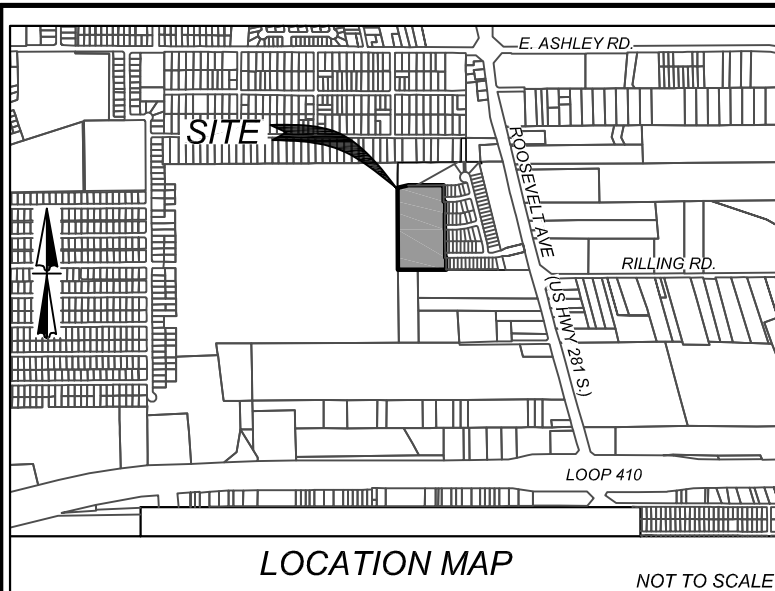 E. ASHLEY RD.
SITE
ROOSEVELT AVE
(US HWY 281 S.)
RILLING RD.
LOOP 410
LOCATION MAP
NOT TO SCALE